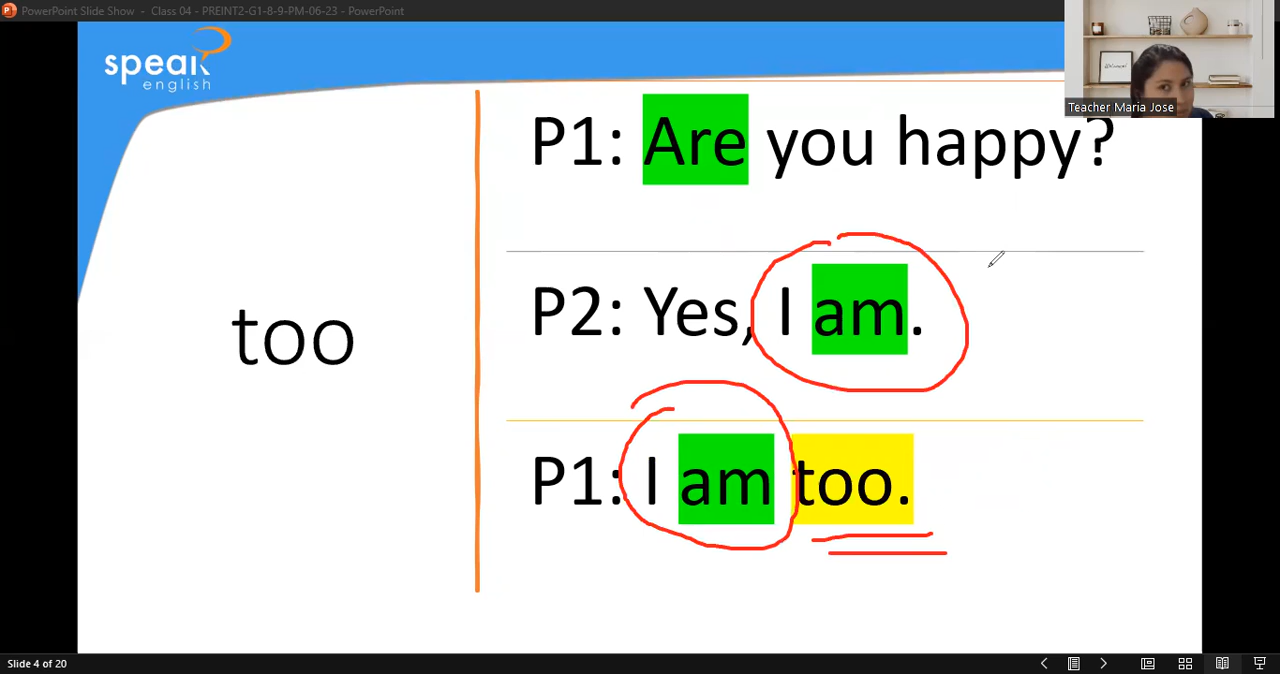 PowerPoint Slide Show - Class 04 - PREINT2-G1-8-9-PM-06-23 - PowerPoint
speak
english
Teacher Maria Jose
P1: Are you happy?
too
P2: Yes, I am.
P1: I am too.
Slide 4 of 20